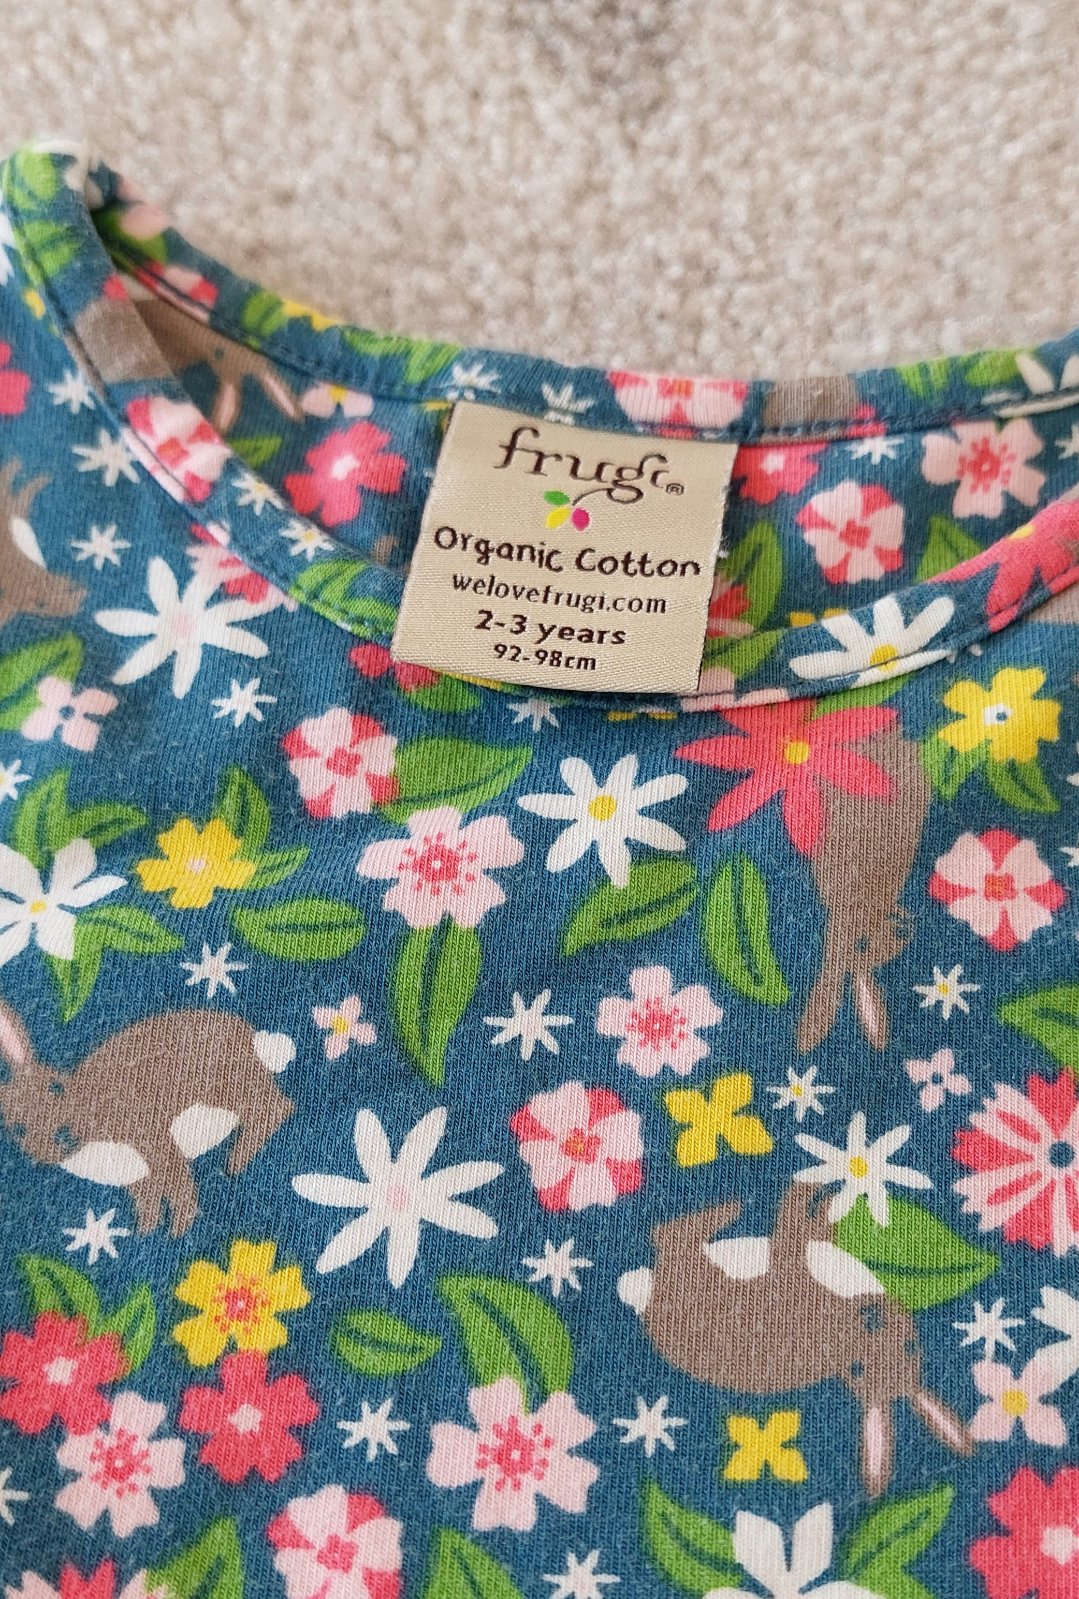 frugi®
Organic Cotton
welovefrugi.com
2-3 years
92-98cm